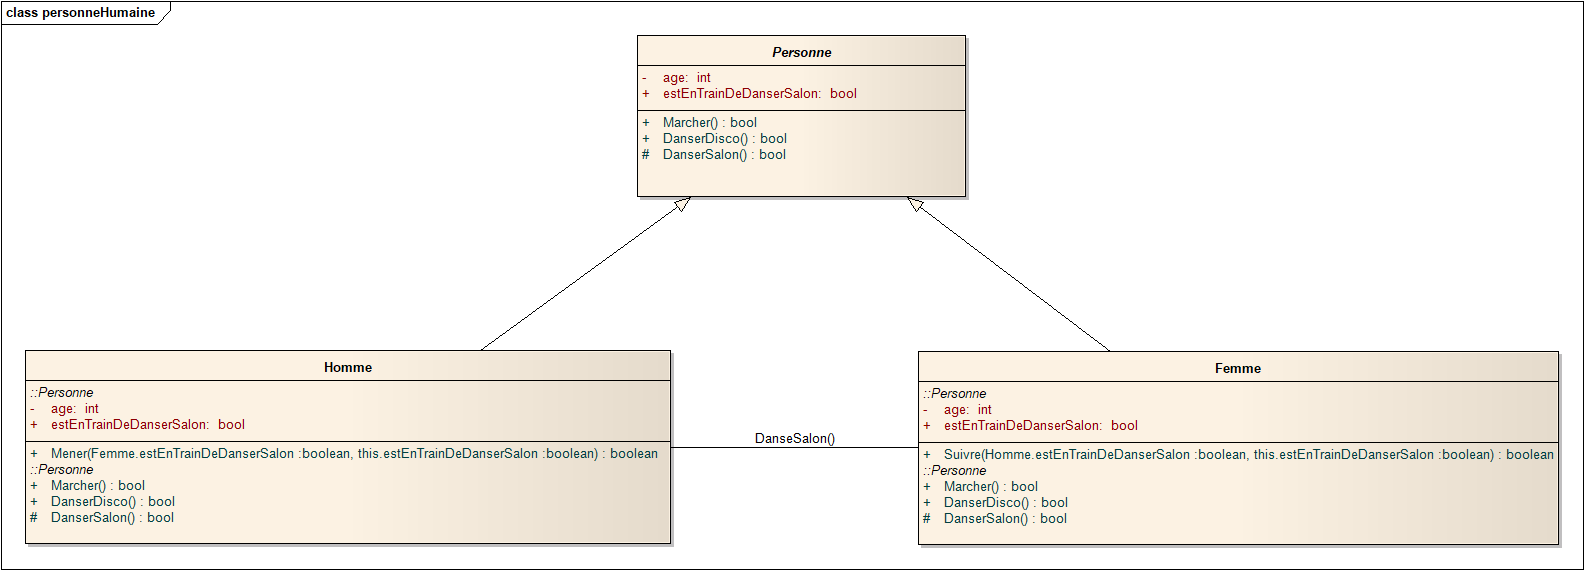 class personneHumaine
Personne
- age: int
+ estEnTrainDeDanserSalon: bool
+ Marcher() : bool
+ DanserDisco() : bool
# DanserSalon() : bool
Homme
::Personne
- age: int
+ estEnTrainDeDanserSalon: bool
+ Mener(Femme.estEnTrainDeDanserSalon :boolean, this.estEnTrainDeDanserSalon :boolean) : boolean
::Personne
+ Marcher() : bool
+ DanserDisco() : bool
# DanserSalon() : bool
DanseSalon()
Femme
::Personne
- age: int
+ estEnTrainDeDanserSalon: bool
+ Suivre(Homme.estEnTrainDeDanserSalon :boolean, this.estEnTrainDeDanserSalon :boolean) : boolean
::Personne
+ Marcher() : bool
+ DanserDisco() : bool
# DanserSalon() : bool